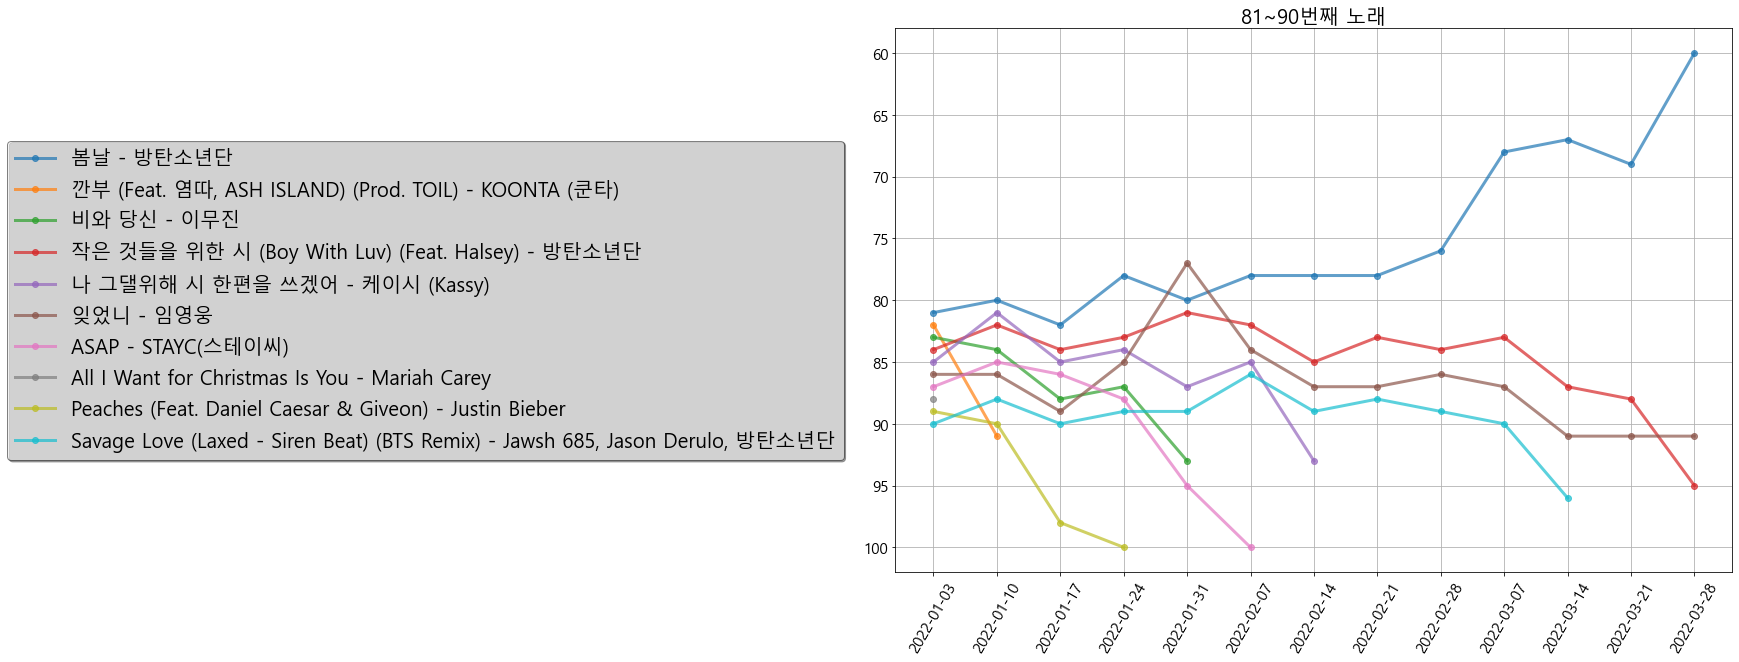 81~90번째 노래
봄날 - 방탄소년단
깐부 (Feat. 염따, ASH ISLAND) (Prod. TOIL) - KOONTA (쿤타)
비와 당신 - 이무진
작은 것들을 위한 시 (Boy With Luv) (Feat. Halsey) - 방탄소년단
나 그댈위해 시 한편을 쓰겠어 - 케이시 (Kassy)
잊었니 - 임영웅
ASAP - STAYC(스테이씨)
All I Want for Christmas Is You - Mariah Carey
Peaches (Feat. Daniel Caesar & Giveon) - Justin Bieber
Savage Love (Laxed - Siren Beat) (BTS Remix) - Jawsh 685, Jason Derulo, 방탄소년단
60
65
70
75
80
85
90
95
100
2022-01-03
2022-01-10
2022-01-17
2022-01-24
2022-01-31
2022-02-07
2022-02-14
2022-02-21
2022-02-28
2022-03-07
2022-03-14
2022-03-21
2022-03-28